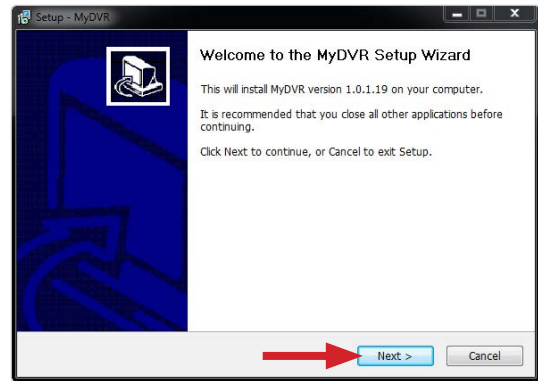 Setup - MyDVR
Welcome to the MyDVR Setup Wizard
This will install MyDVR version 1.0.1.19 on your computer.
It is recommended that you close all other applications before
continuing.
Click Next to continue, or Cancel to exit Setup.
Next >
Cancel